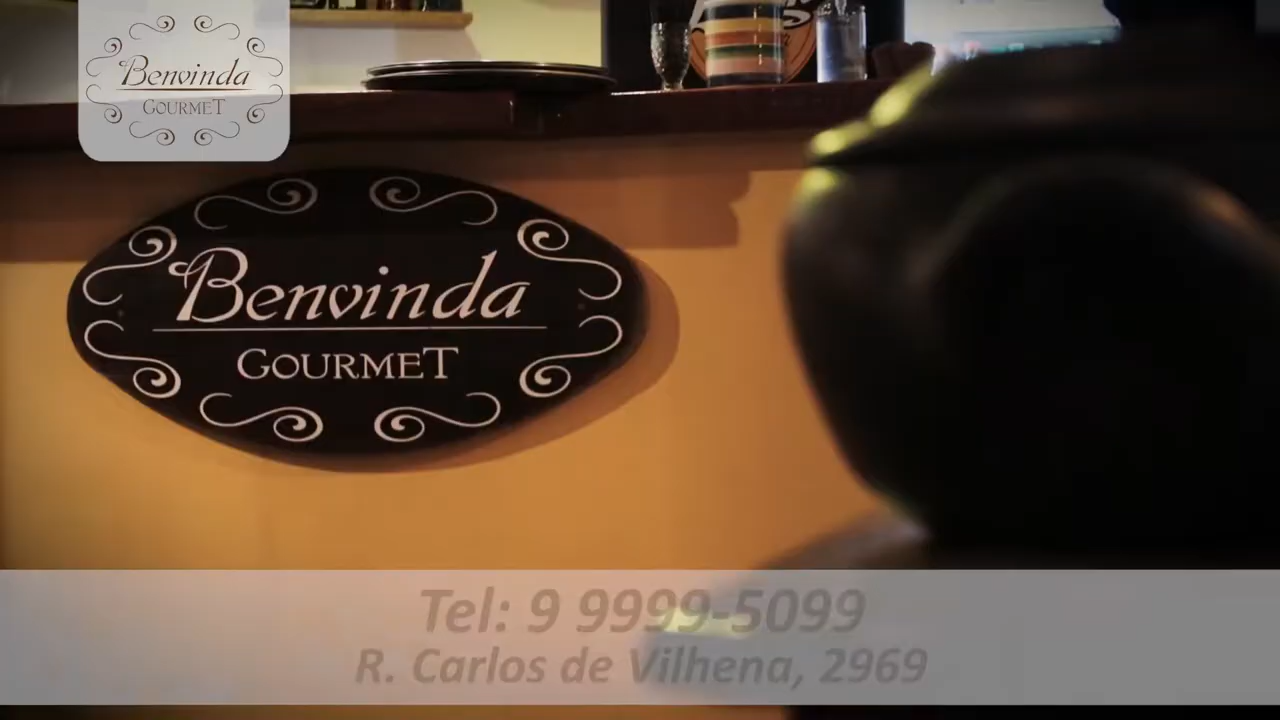 Benvinda
GOURMET
Benvinda
GOURMET
Tel: 9 9999-5099
R. Carlos de Vilhena, 2969